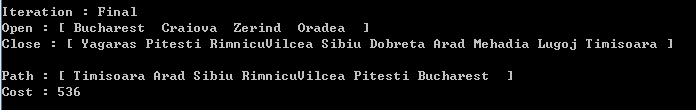 Iteration : Final
Open : [ Bucharest  Craiova  Zerind  Oradea  ]
Close : [ Yagaras Pitesti RimnicuVilcea Sibiu Dobreta Arad Mehadia Lugoj Timisoara ]
Path : [ Timisoara Arad Sibiu RimnicuVilcea Pitesti Bucharest  ]
Cost : 536